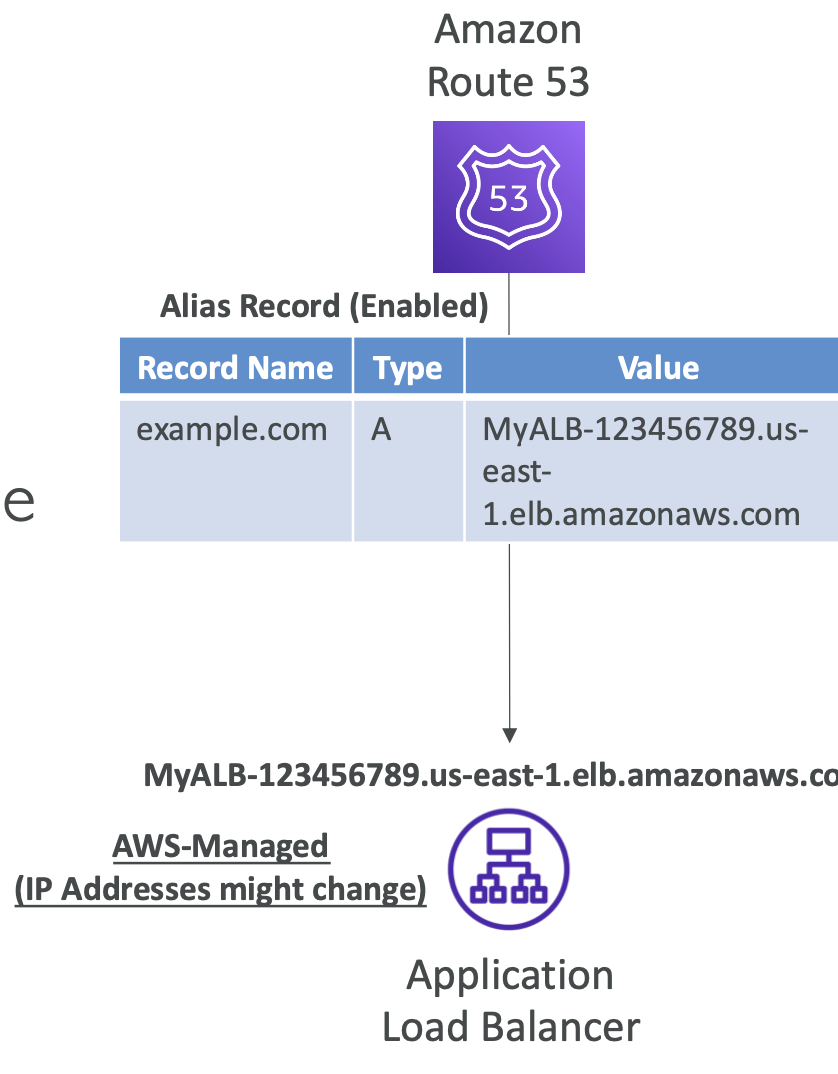 Amazon
Route 53
53
Alias Record (Enabled)
Record Name Type Value
example.com A MyALB-123456789.us-
east-
1.elb.amazonaws.com
e
MyALB-123456789.us-east-1.elb.amazonaws.co
AWS-Managed
(IP Addresses might change)
Application
Load Balancer